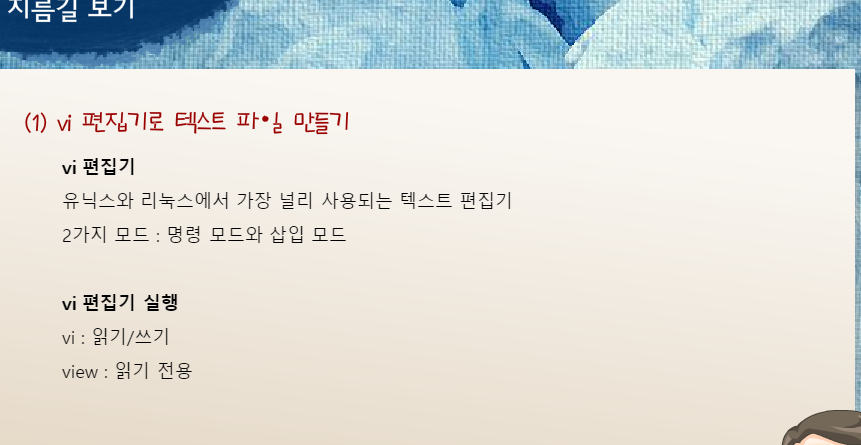 지름길 보기
(1) vi 편집기로 텍스트 파일 만들기
vi 편집기
유닉스와 리눅스에서 가장 널리 사용되는 텍스트 편집기
2가지 모드 : 명령 모드와 삽입 모드
vi 편집기 실행
vi : 읽기/쓰기
view : 읽기 전용